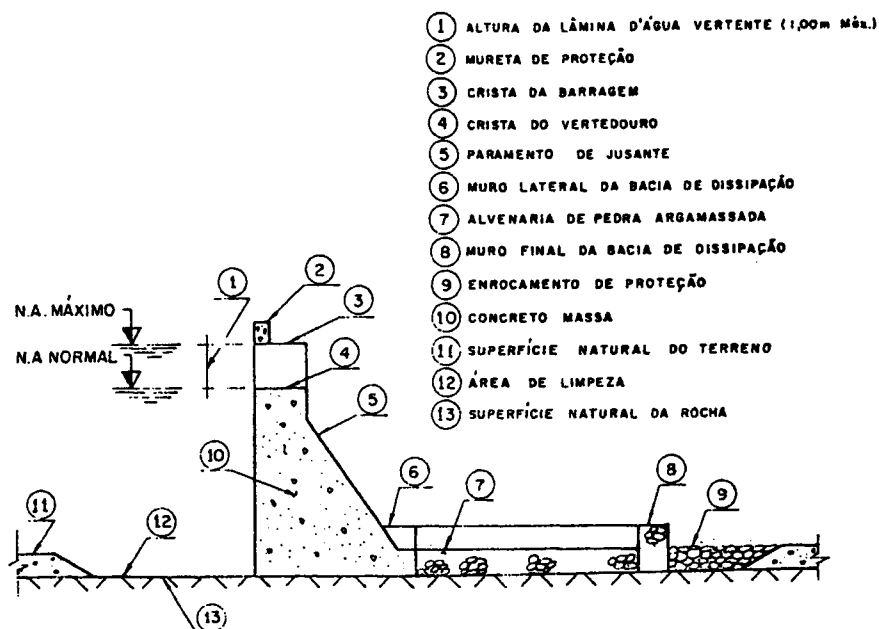 1 ALTURA DA LÂMINA D'ÁGUA VERTENTE (1,00m Máx.)
2 MURETA DE PROTEÇÃO
3 CRISTA DA BARRAGEM
4 CRISTA DO VERTEDOURO
5 PARAMENTO DE JUSANTE
6 MURO LATERAL DA BACIA DE DISSIPAÇÃO
7 ALVENARIA DE PEDRA ARGAMASSADA
8 MURO FINAL DA BACIA DE DISSIPAÇÃO
9 ENROCAMENTO DE PROTEÇÃO
10 CONCRETO MASSA
11 SUPERFÍCIE NATURAL DO TERRENO
12 ÁREA DE LIMPEZA
13 SUPERFÍCIE NATURAL DA ROCHA
1
2
N.A. MÁXIMO
3
N.A NORMAL
4
5
10
6
7
8
9
11
12
13